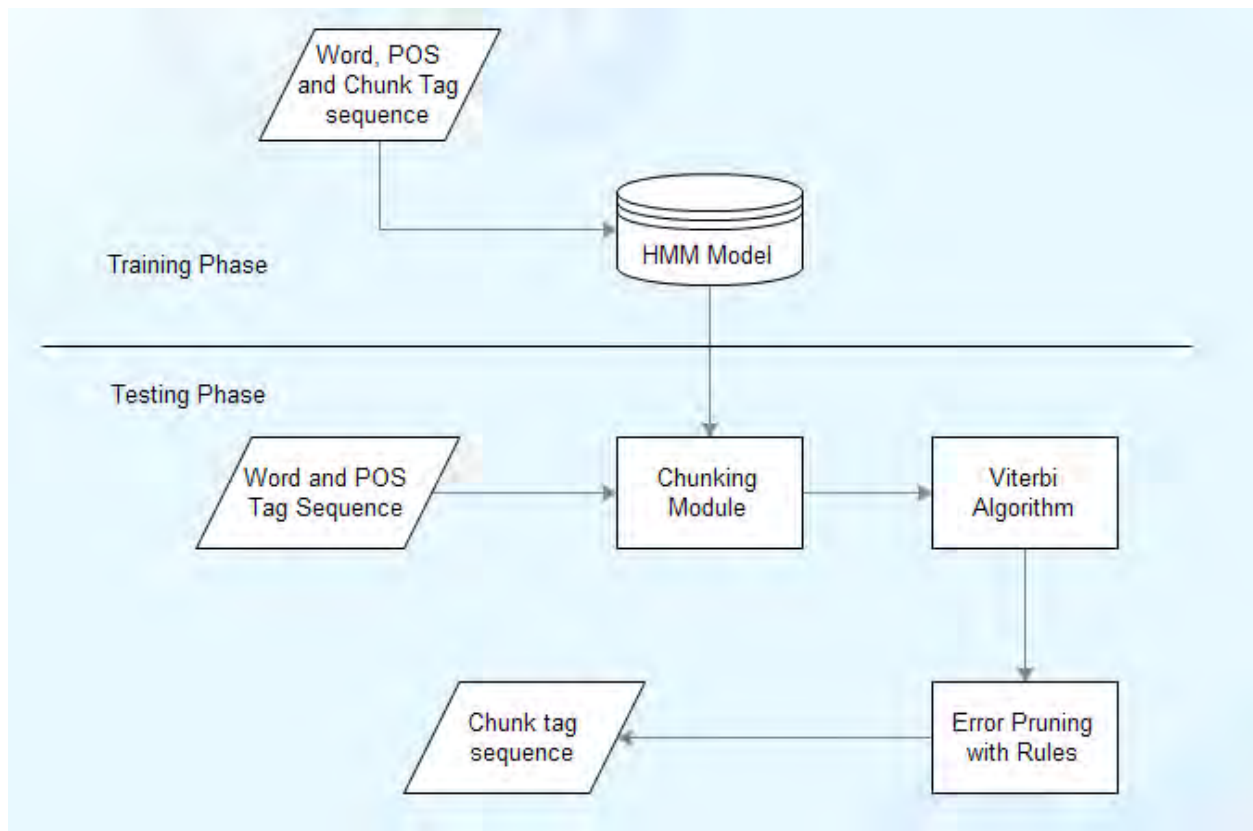 Word, POS
and Chunk Tag
sequence
HMM Model
Training Phase
Testing Phase
Word and POS
Tag Sequence
Chunking
Module
Viterbi
Algorithm
Chunk tag
sequence
Error Pruning
with Rules